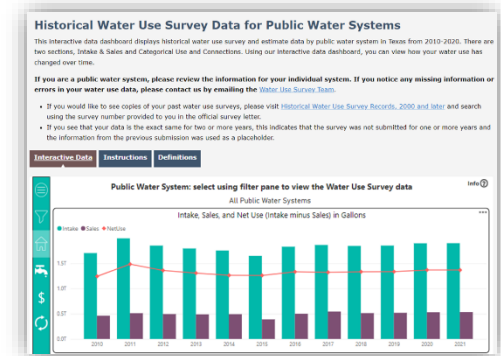 Historical Water Use Survey Data for Public Water Systems
This interactive data dashboard displays historical water use survey and estimate data by public water system in Texas from 2010-2020. There are
two sections, Intake & Sales and Categorical Use and Connections. Using our interactive data dashboard, you can view how your water use has
changed over time.
If you are a public water system, please review the information for your individual system. If you notice any missing information or
errors in your water use data, please contact us by emailing the Water Use Survey Team.
• If you would like to see copies of your past water use surveys, please visit Historical Water Use Survey Records, 2000 and later and search
using the survey number provided to you in the official survey letter.
• If you see that your data is the exact same for two or more years, this indicates that the survey was not submitted for one or more years and
the information from the previous submission was used as a placeholder.
Interactive Data Instructions Definitions
Public Water System: select using filter pane to view the Water Use Survey data
Info?
All Public Water Systems
Intake, Sales, and Net Use (Intake minus Sales) in Gallons
Intake Sales NetUse
1.5T
1.0T
0.5T
0.0T
2010 2011 2012 2013 2014 2015 2016 2017 2018 2019 2020 2021
$